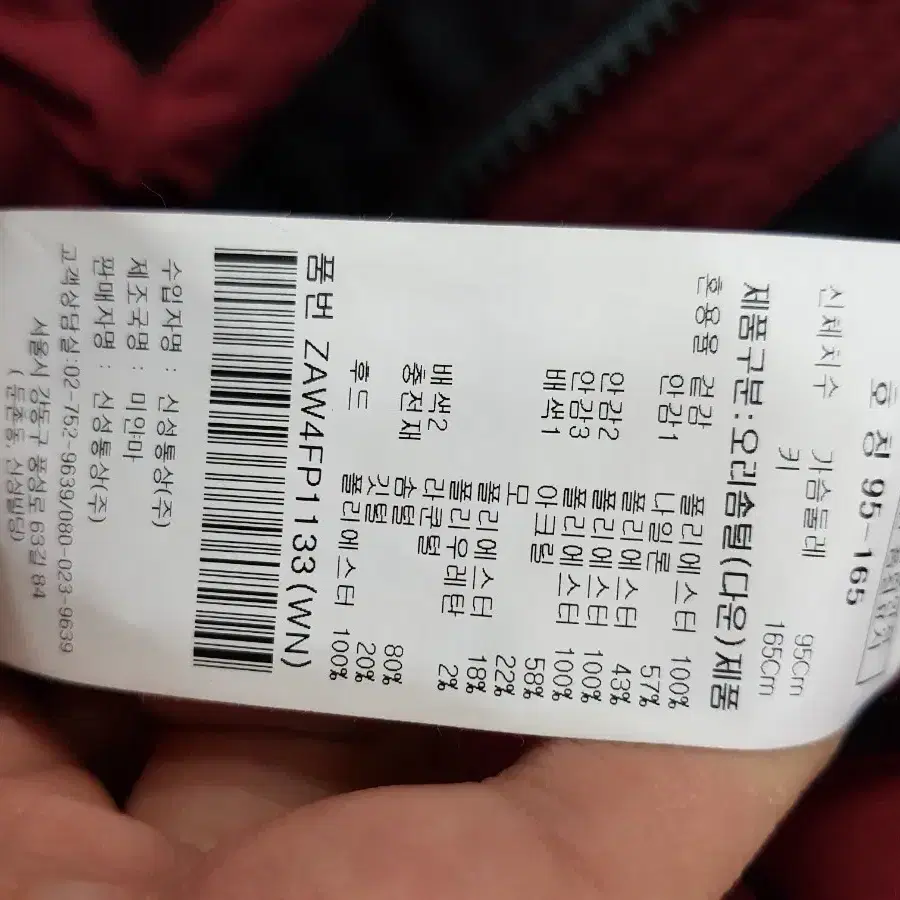 호칭 95-165
신체치수 가슴둘레 95Cm
키 165Cm
제품구분:오리솜털(다운)제품
혼용율 겉감 폴리에스터 100%
안감1 나일론 57%
폴리에스터 43%
안감2 폴리에스터 100%
안감3 폴리에스터 100%
배색1 아크릴 58%
모 22%
폴리에스터 18%
폴리우레탄 2%
배색2 라쿤털
충전재 솜털 80%
깃털 20%
후드 폴리에스터 100%
품번 ZAW4FP1133(WN)
수입자명 : 신성통상(주)
제조국명 : 미얀마
판매자명 : 신성통상(주)
고객상담실:02-752-9639/080-023-9639
서울시 강동구 풍성로 63길 84
(둔촌동, 신성빌딩)